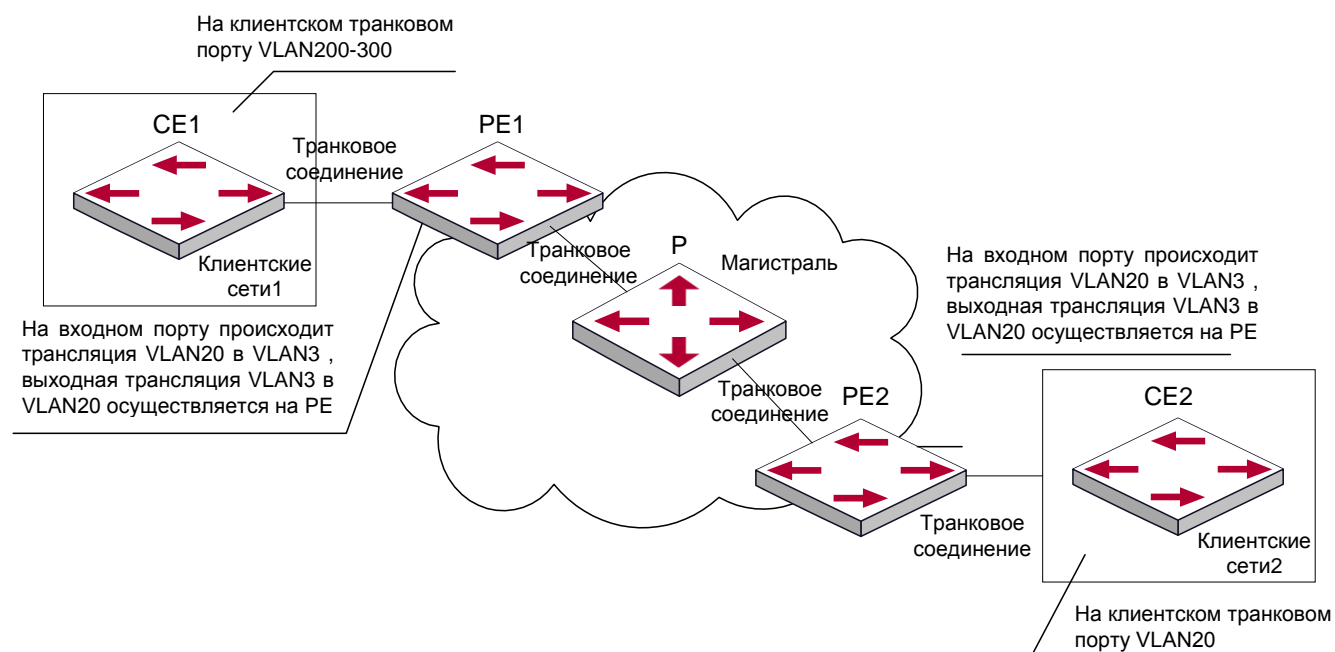 На клиентском транковом
порту VLAN200-300
CE1
PE1
Транковое
соединение
Клиентские
сети1
Транковое
соединение
P
Магистраль
На входном порту происходит
трансляция VLAN20 в VLAN3 ,
выходная трансляция VLAN3 в
VLAN20 осуществляется на PE
На входном порту происходит
трансляция VLAN20 в VLAN3 ,
выходная трансляция VLAN3 в
VLAN20 осуществляется на PE
Транковое
соединение
PE2
CE2
Транковое
соединение
Клиентские
сети2
На клиентском транковом
порту VLAN20